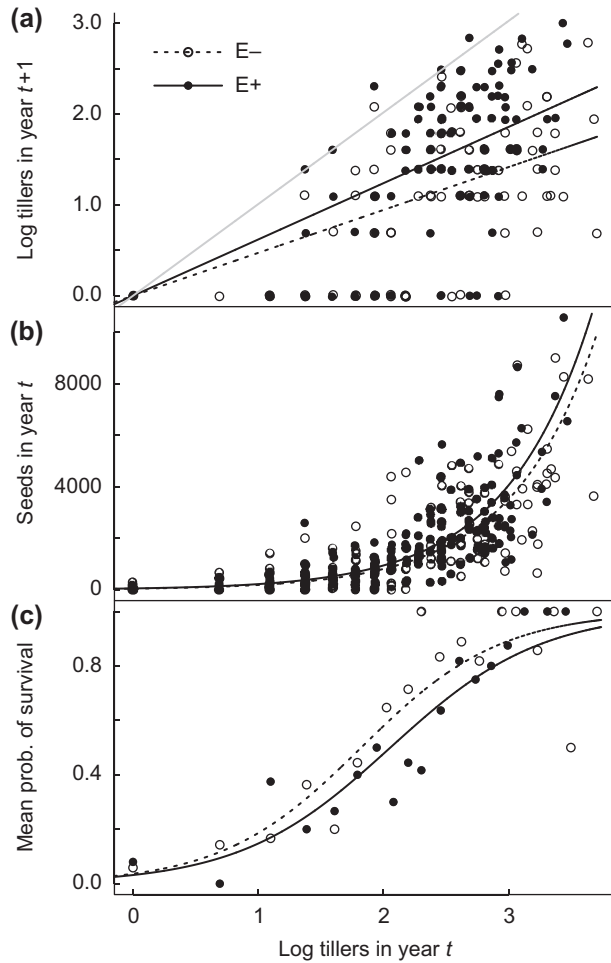 (a)
3.0
2.0
1.0
0.0
Log tillers in year t+1
E–
E+
(b)
8000
4000
0
Seeds in year t
(c)
0.8
0.4
0.0
Mean prob. of survival
0 1 2 3
Log tillers in year t